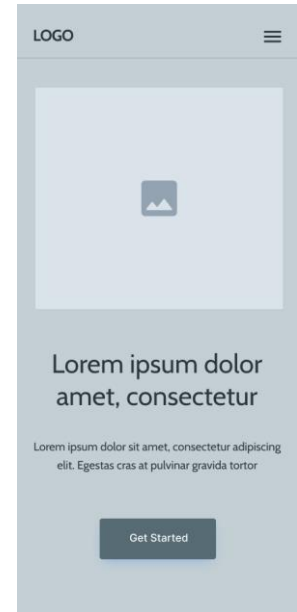 LOGO
Lorem ipsum dolor
amet, consectetur
Lorem ipsum dolor sit amet, consectetur adipiscing
elit. Egestas cras at pulvinar gravida tortor
Get Started